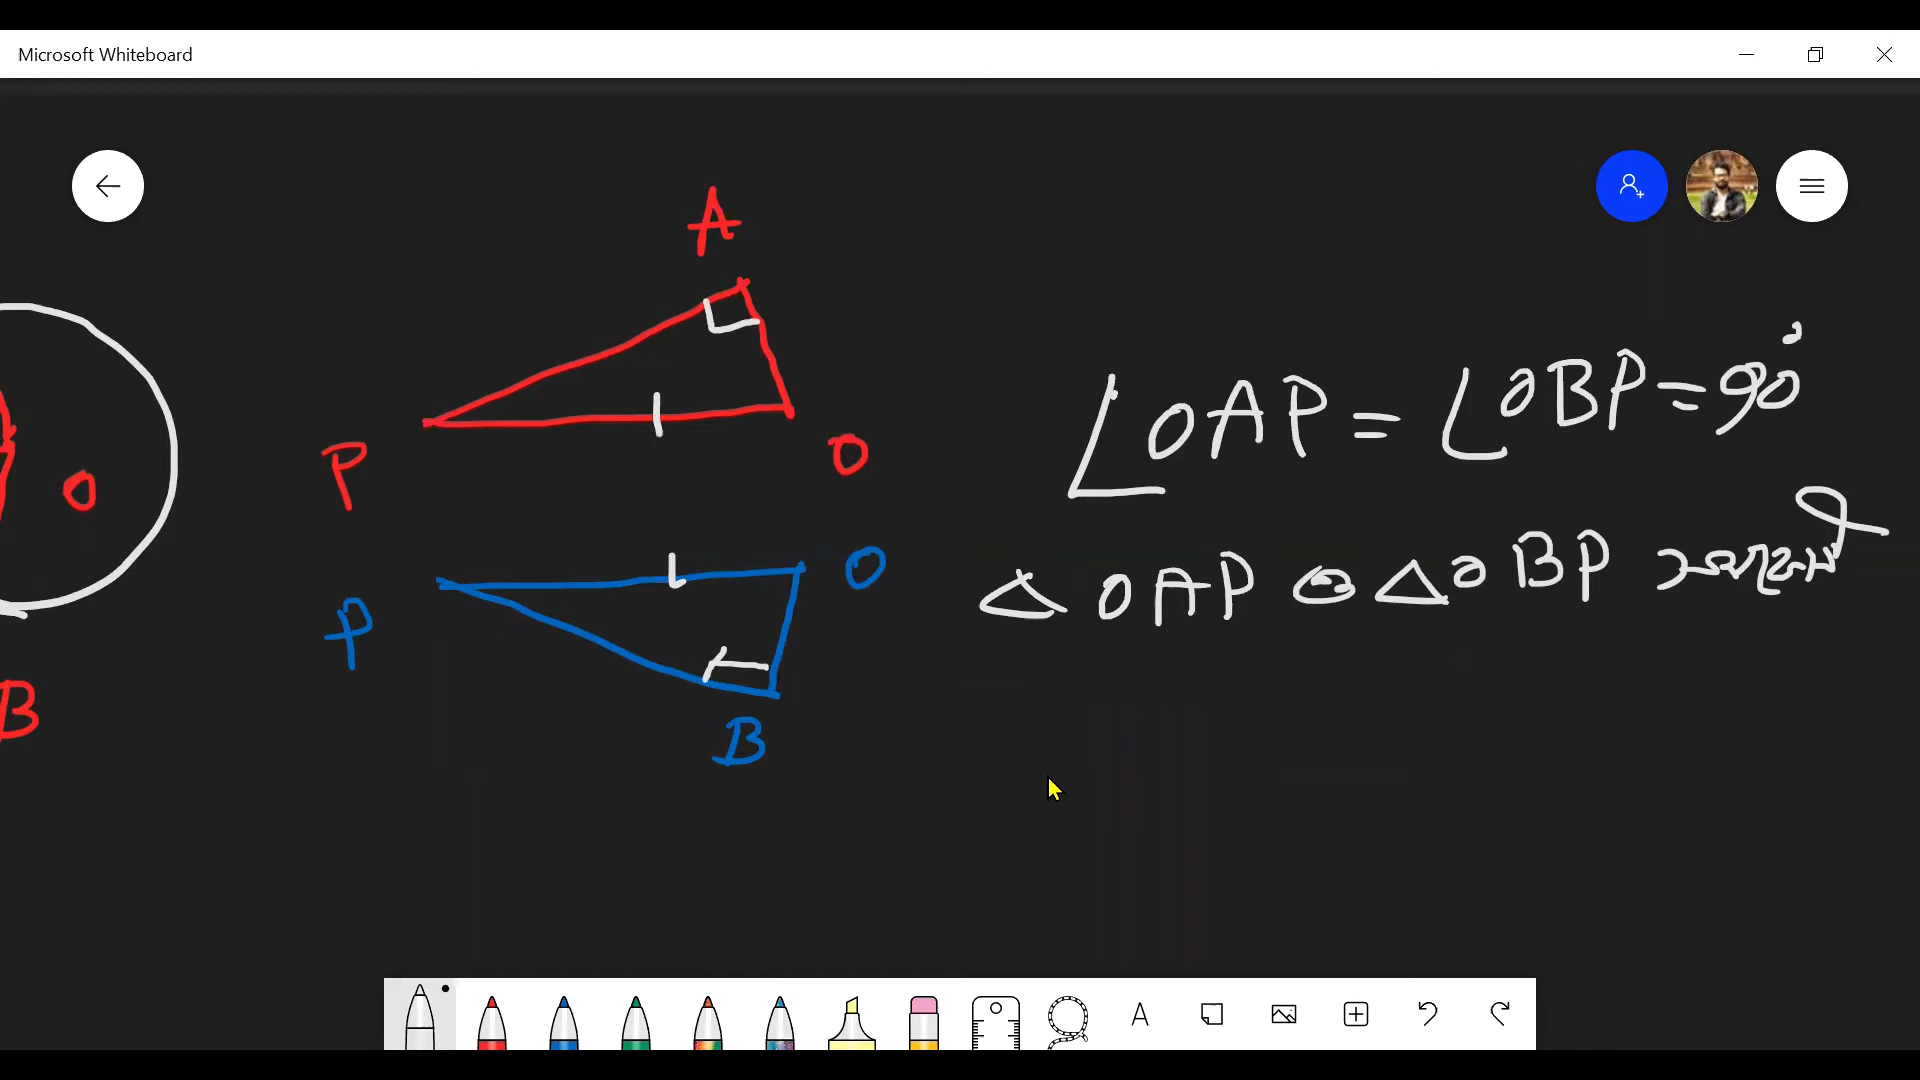 Microsoft Whiteboard
A
P
O
O
P
B
O
B
∠OAP = ∠OBP = 90°
△OAP ও △OBP সমকোণী
A